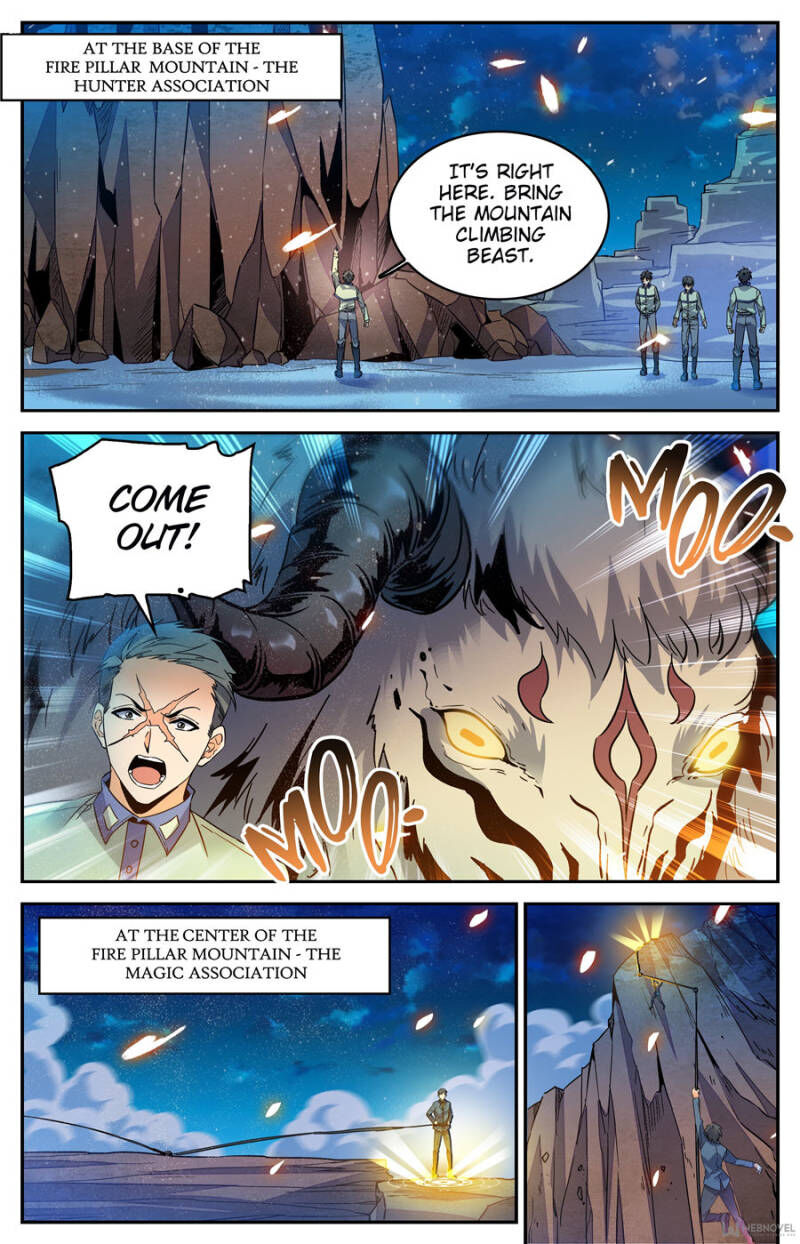 AT THE BASE OF THE
FIRE PILLAR MOUNTAIN - THE
HUNTER ASSOCIATION
IT'S RIGHT
HERE. BRING
THE MOUNTAIN
CLIMBING
BEAST.
COME
OUT!
MOO-
MOO-
AT THE CENTER OF THE
FIRE PILLAR MOUNTAIN - THE
MAGIC ASSOCIATION
WEBNOVEL